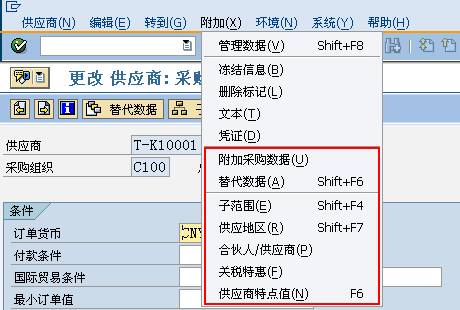 供应商(N) 编辑(E) 转到(G) 附加(X) 环境(N) 系统(Y) 帮助(H)
管理数据(V) Shift+F8
冻结信息(B)
删除标记(L)
文本(T)
凭证(D)
附加采购数据(U)
替代数据(A) Shift+F6
子范围(E) Shift+F4
供应地区(R) Shift+F7
合伙人/供应商(P)
关税特惠(F)
供应商特点值(N) F6
更改 供应商: 采购
替代数据 子
供应商 T-K10001
采购组织 C100
条件
订单货币
付款条件
国际贸易条件
最小订单值